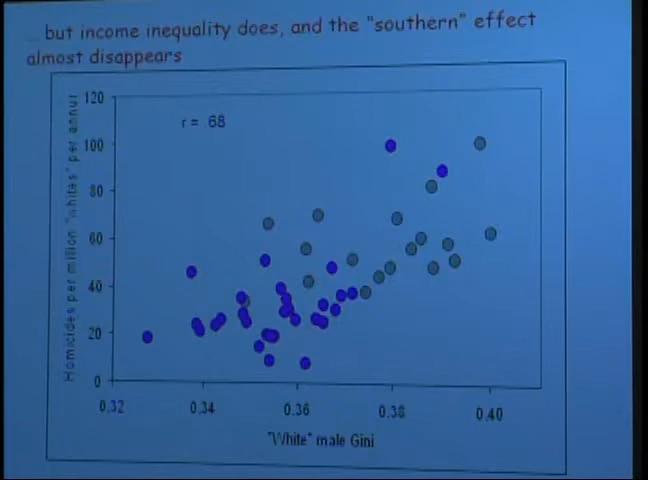 ... but income inequality does, and the "southern" effect
almost disappears
r = .68
Homicides per million "whites" per annum
120
100
80
60
40
20
0
0.32 0.34 0.36 0.38 0.40
"White" male Gini